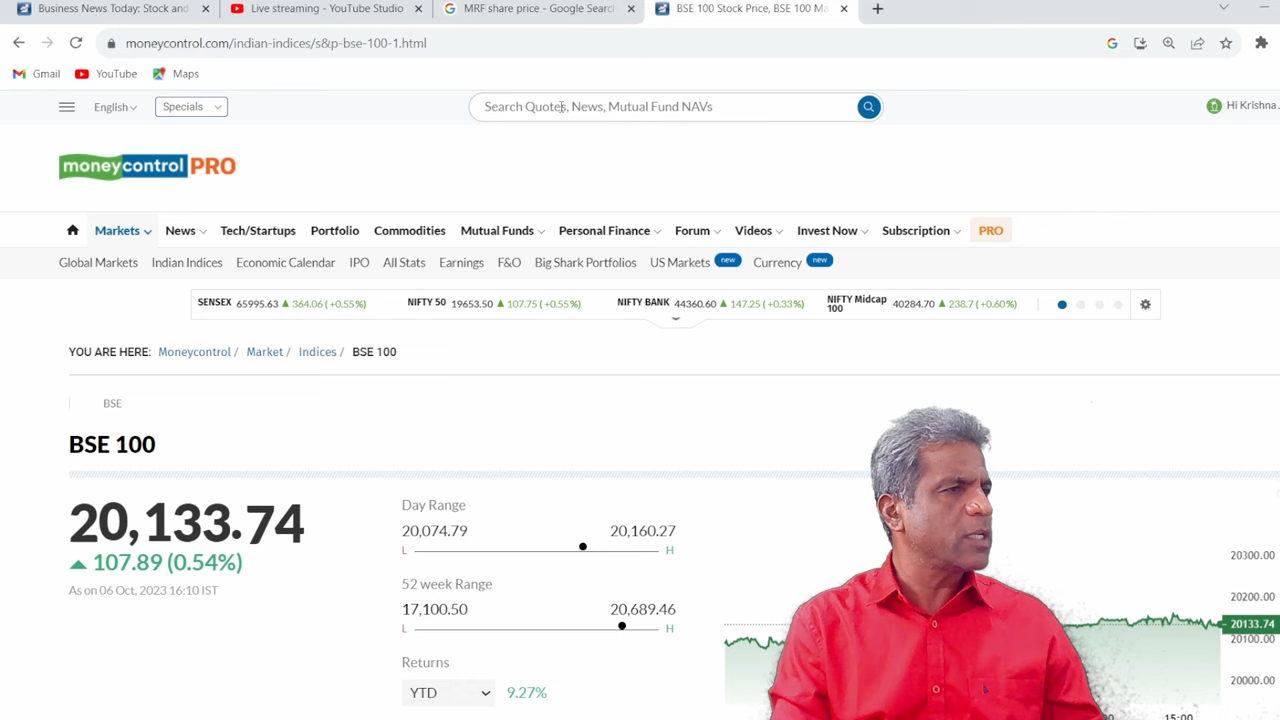 Business News Today: Stock and
Live streaming - YouTube Studio
MRF share price - Google Search
BSE 100 Stock Price, BSE 100 Ma
moneycontrol.com/indian-indices/s&p-bse-100-1.html
Gmail YouTube Maps
English Specials Search Quotes, News, Mutual Fund NAVs Hi Krishna
moneycontrol PRO
Markets News Tech/Startups Portfolio Commodities Mutual Funds Personal Finance Forum Videos Invest Now Subscription PRO
Global Markets Indian Indices Economic Calendar IPO All Stats Earnings F&O Big Shark Portfolios US Markets new Currency new
SENSEX 65995.63 ▲ 364.06 (+0.55%) NIFTY 50 19653.50 ▲ 107.75 (+0.55%) NIFTY BANK 44360.60 ▲ 147.25 (+0.33%) NIFTY Midcap 100 40284.70 ▲ 238.7 (+0.60%)
YOU ARE HERE: Moneycontrol / Market / Indices / BSE 100
BSE
BSE 100
20,133.74
▲ 107.89 (0.54%)
As on 06 Oct, 2023 16:10 IST
Day Range
20,074.79 20,160.27
L H
52 week Range
17,100.50 20,689.46
L H
Returns
YTD 9.27%
20300.00
20200.00
20133.74
20100.00
20000.00
15:00